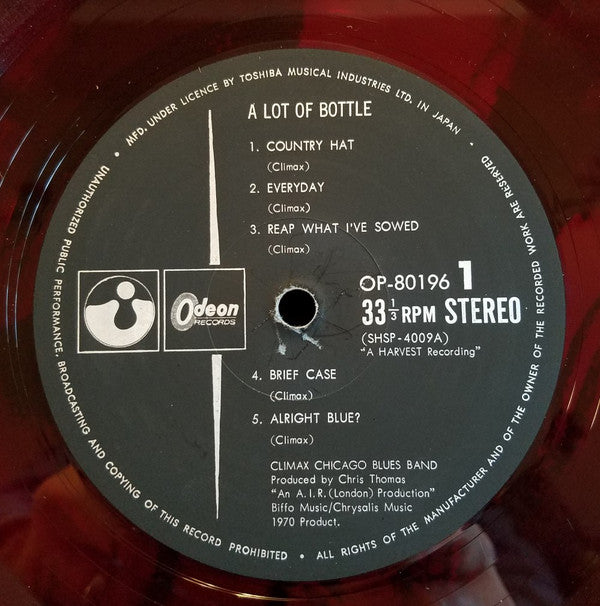 MFD. UNDER LICENCE BY TOSHIBA MUSICAL INDUSTRIES LTD. IN JAPAN •
A LOT OF BOTTLE
1. COUNTRY HAT
(Climax)
2. EVERYDAY
(Climax)
3. REAP WHAT I'VE SOWED
(Climax)
Odeon
RECORDS
OP-80196 1
33 1/3 RPM STEREO
(SHSP-4009A)
"A HARVEST Recording"
4. BRIEF CASE
(Climax)
5. ALRIGHT BLUE?
(Climax)
CLIMAX CHICAGO BLUES BAND
Produced by Chris Thomas
"An A.I.R.(London) Production"
Biffo Music/Chrysalis Music
1970 Product.
• UNAUTHORIZED PUBLIC PERFORMANCE, BROADCASTING AND COPYING OF THIS RECORD PROHIBITED •
ALL RIGHTS OF THE MANUFACTURER AND OF THE OWNER OF THE RECORDED WORK ARE RESERVED